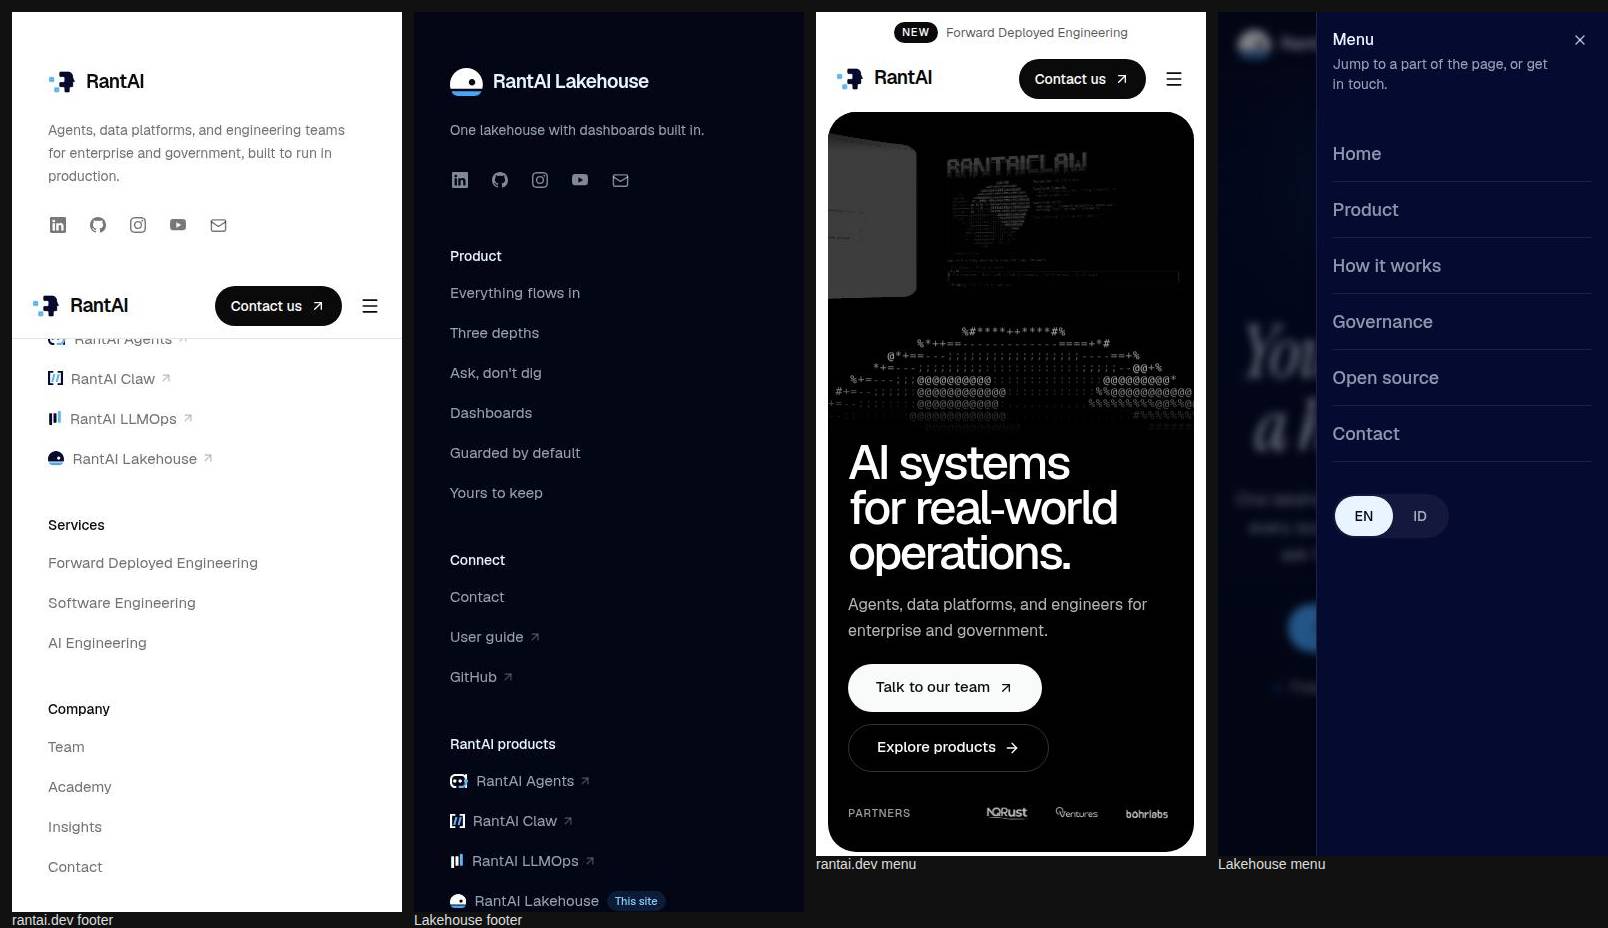 RantAI
Agents, data platforms, and engineering teams
for enterprise and government, built to run in
production.
RantAI
Contact us
RantAI Agents
RantAI Claw
RantAI LLMOps
RantAI Lakehouse
Services
Forward Deployed Engineering
Software Engineering
AI Engineering
Company
Team
Academy
Insights
Contact
rantai.dev footer
RantAI Lakehouse
One lakehouse with dashboards built in.
Product
Everything flows in
Three depths
Ask, don't dig
Dashboards
Guarded by default
Yours to keep
Connect
Contact
User guide
GitHub
RantAI products
RantAI Agents
RantAI Claw
RantAI LLMOps
RantAI Lakehouse This site
Lakehouse footer
NEW Forward Deployed Engineering
RantAI
Contact us
RANTAICLAW
AI systems
for real-world
operations.
Agents, data platforms, and engineers for
enterprise and government.
Talk to our team
Explore products
PARTNERS NQRust Ventures bohrlabs
rantai.dev menu
Menu
Jump to a part of the page, or get
in touch.
Home
Product
How it works
Governance
Open source
Contact
EN ID
Lakehouse menu